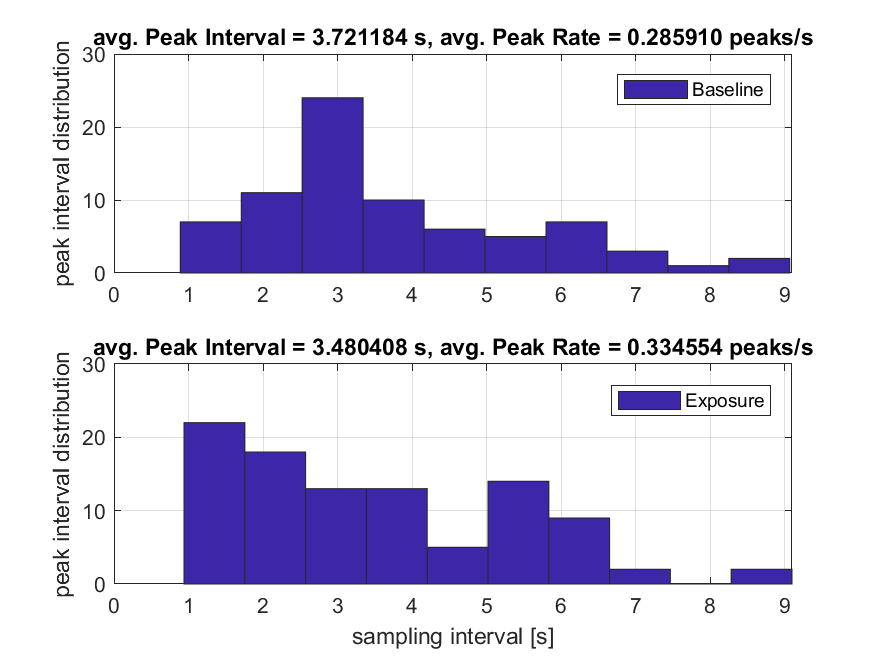 avg. Peak Interval = 3.721184 s, avg. Peak Rate = 0.285910 peaks/s
peak interval distribution
30
20
10
0
Baseline
0 1 2 3 4 5 6 7 8 9
avg. Peak Interval = 3.480408 s, avg. Peak Rate = 0.334554 peaks/s
peak interval distribution
30
20
10
0
Exposure
0 1 2 3 4 5 6 7 8 9
sampling interval [s]